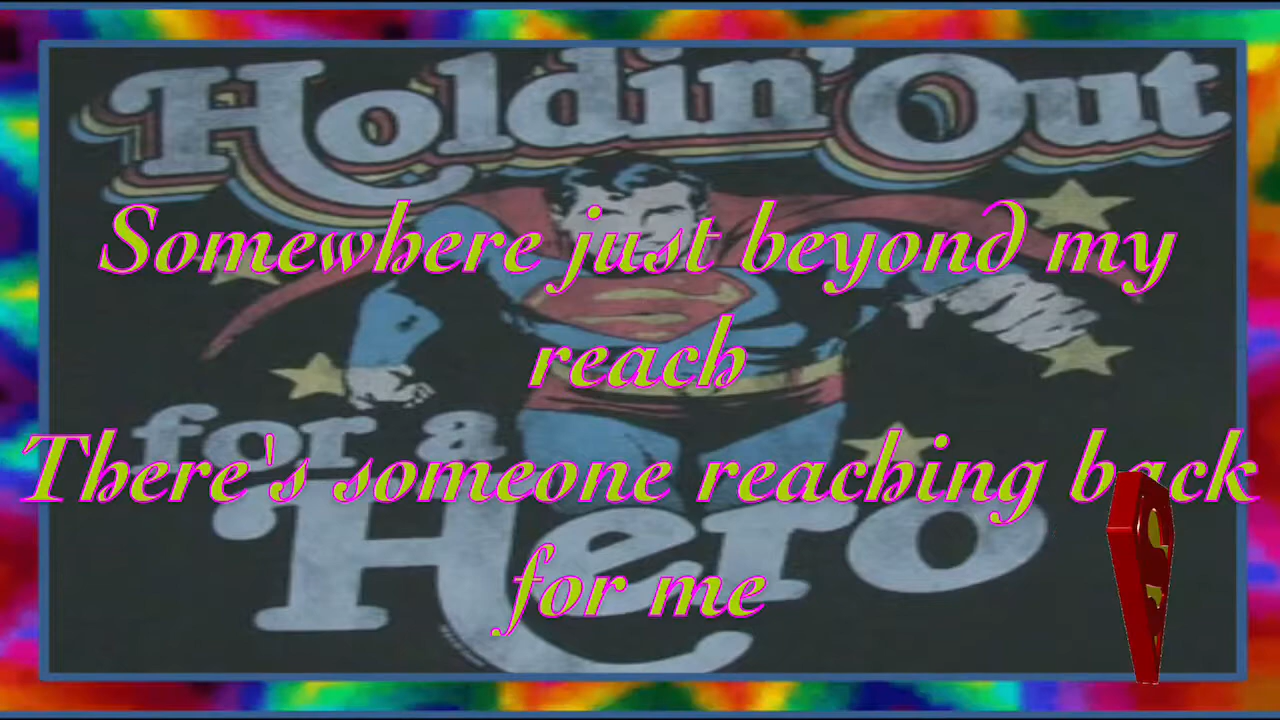 Holdin' Out
Somewhere just beyond my
reach
for a
There's someone reaching back
Hero
for me